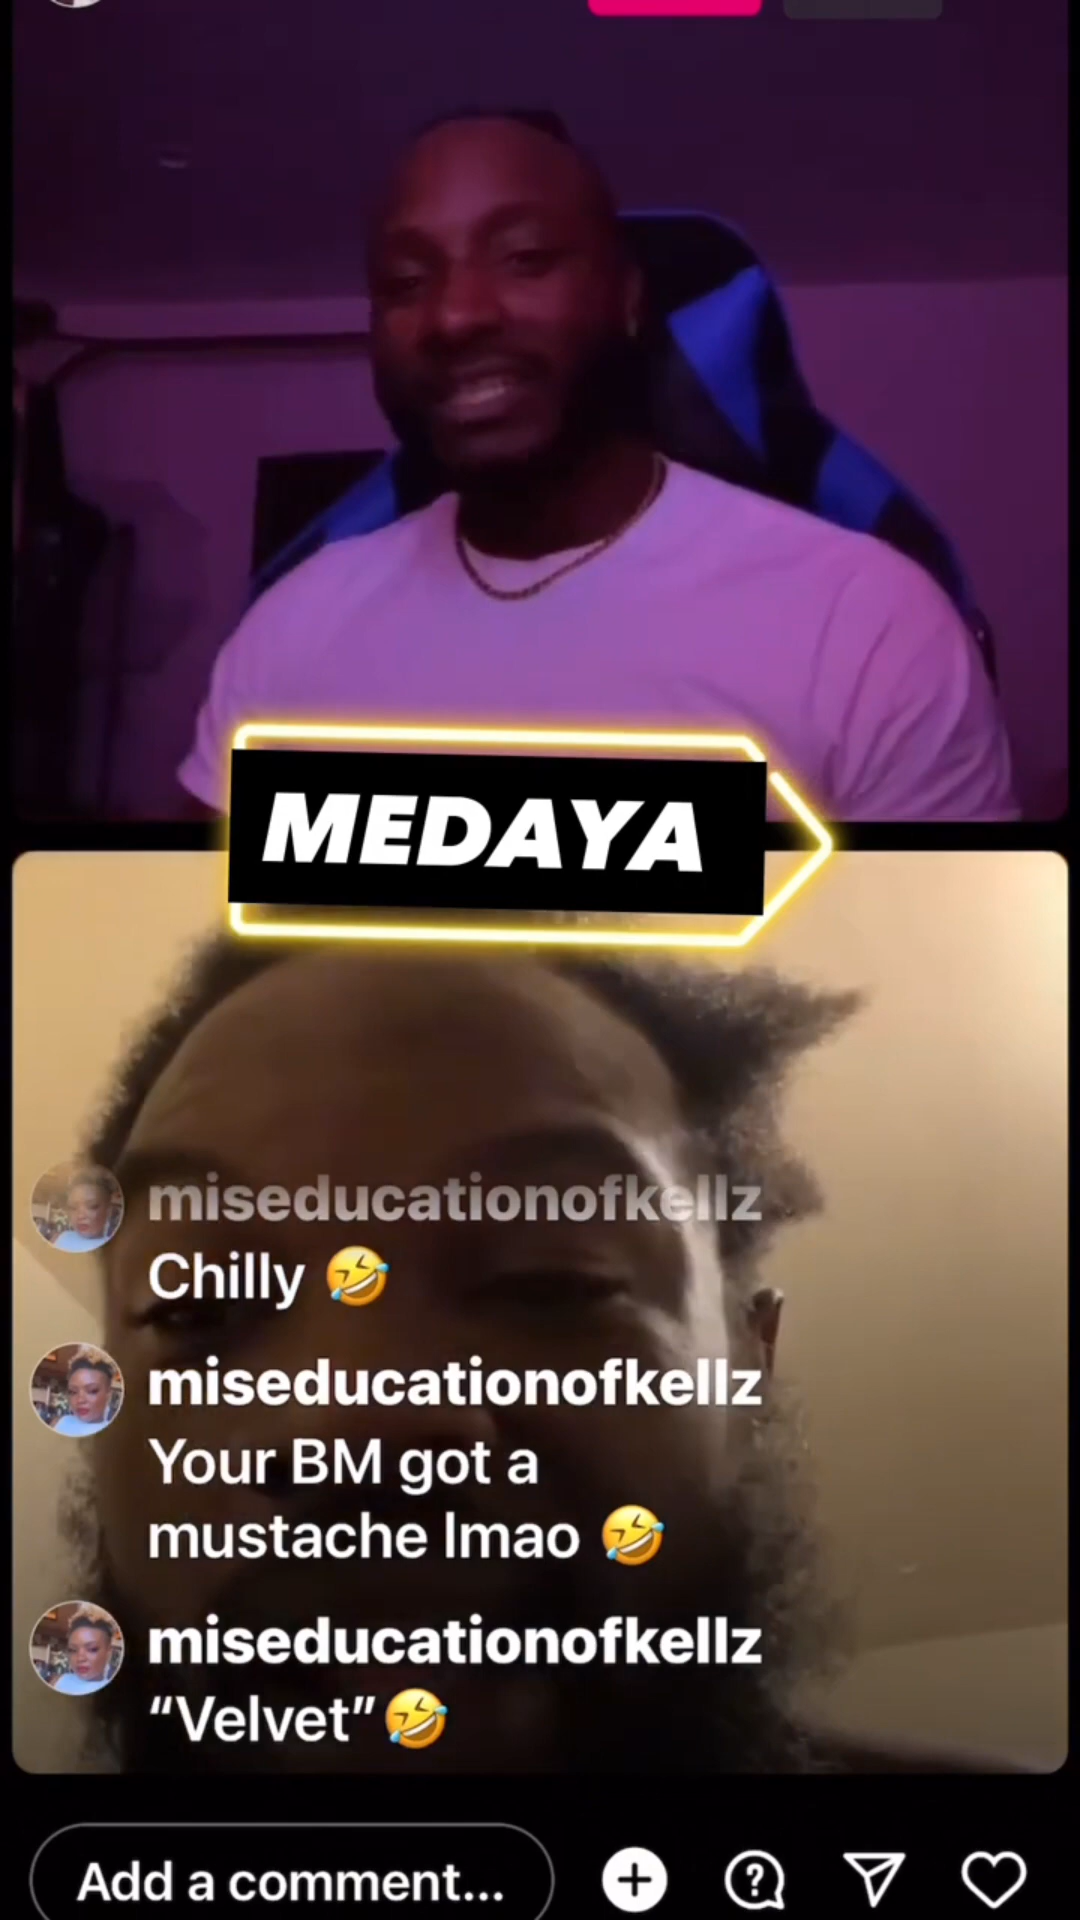 MEDAYA
miseducationofkellz
Chilly 🤣
miseducationofkellz
Your BM got a
mustache lmao 🤣
miseducationofkellz
“Velvet”🤣
Add a comment...